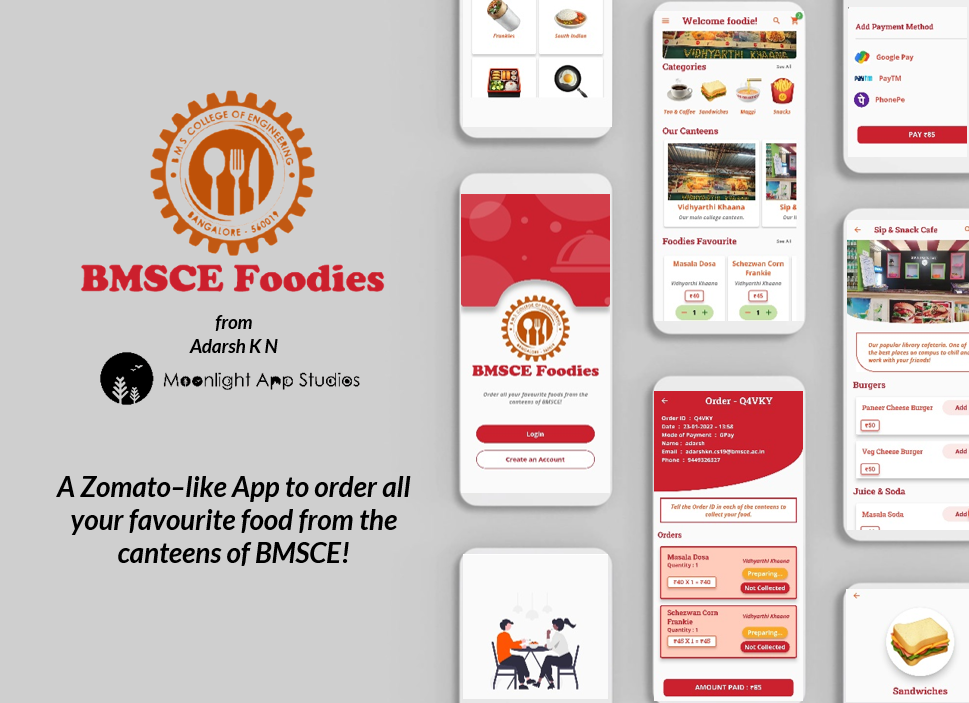 B.M.S. COLLEGE OF ENGINEERING
BANGALORE - 560019
BMSCE Foodies
from
Adarsh K N
Moonlight App Studios
A Zomato–like App to order all
your favourite food from the
canteens of BMSCE!
Frankies
South Indian
B.M.S. COLLEGE OF ENGINEERING
BANGALORE - 560019
BMSCE Foodies
Order all your favourite foods from the
canteens of BMSCE!
Login
Create an Account
Welcome foodie!
2
VIDHYARTHI KHAANE
Categories
See All
Tea & Coffee
Sandwiches
Maggi
Snacks
Our Canteens
Vidhyarthi Khaana
Our main college canteen.
Sip &
Our l
Foodies Favourite
See All
Masala Dosa
Vidhyarthi Khaana
₹40
− 1 +
Schezwan Corn
Frankie
Vidhyarthi Khaana
₹45
− 1 +
Order - Q4VKY
Order ID : Q4VKY
Date : 23-01-2022 - 13:58
Mode of Payment : GPay
Name : adarsh
Email : adarshkn.cs19@bmsce.ac.in
Phone : 9449326327
Tell the Order ID in each of the canteens to
collect your food.
Orders
Masala Dosa
Quantity : 1
₹40 X 1 = ₹40
Vidhyarthi Khaana
Preparing...
Not Collected
Schezwan Corn
Frankie
Quantity : 1
₹45 X 1 = ₹45
Vidhyarthi Khaana
Preparing...
Not Collected
AMOUNT PAID : ₹85
Add Payment Method
Google Pay
PayTM
PayTM
PhonePe
PAY ₹85
Sip & Snack Cafe
Our popular library cafetaria. One of
the best places on campus to chill and
work with your friends!
Burgers
Paneer Cheese Burger
Add
₹50
Veg Cheese Burger
Add
₹50
Juice & Soda
Masala Soda
Add
Sandwiches